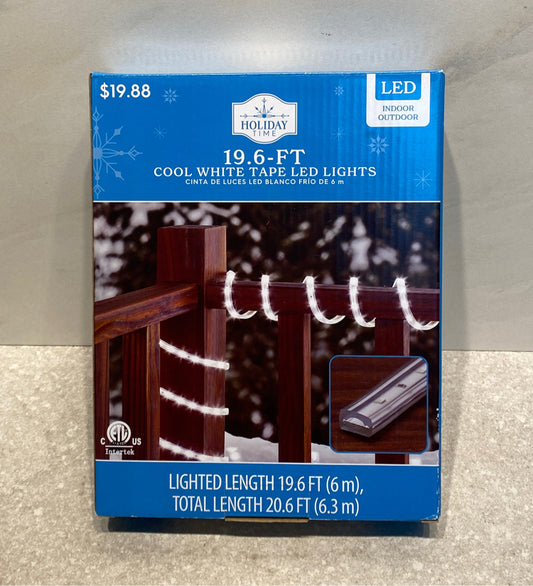 $19.88
LED
INDOOR
OUTDOOR
HOLIDAY
TIME
19.6-FT
COOL WHITE TAPE LED LIGHTS
CINTA DE LUCES LED BLANCO FRÍO DE 6 m
ETL
C US
Intertek
LIGHTED LENGTH 19.6 FT (6 m),
TOTAL LENGTH 20.6 FT (6.3 m)